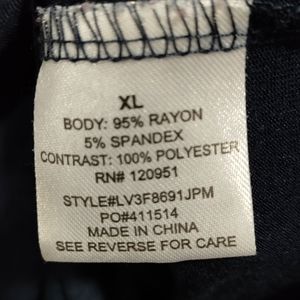 XL
BODY: 95% RAYON
5% SPANDEX
CONTRAST: 100% POLYESTER
RN# 120951
STYLE#LV3F8691JPM
PO#411514
MADE IN CHINA
SEE REVERSE FOR CARE